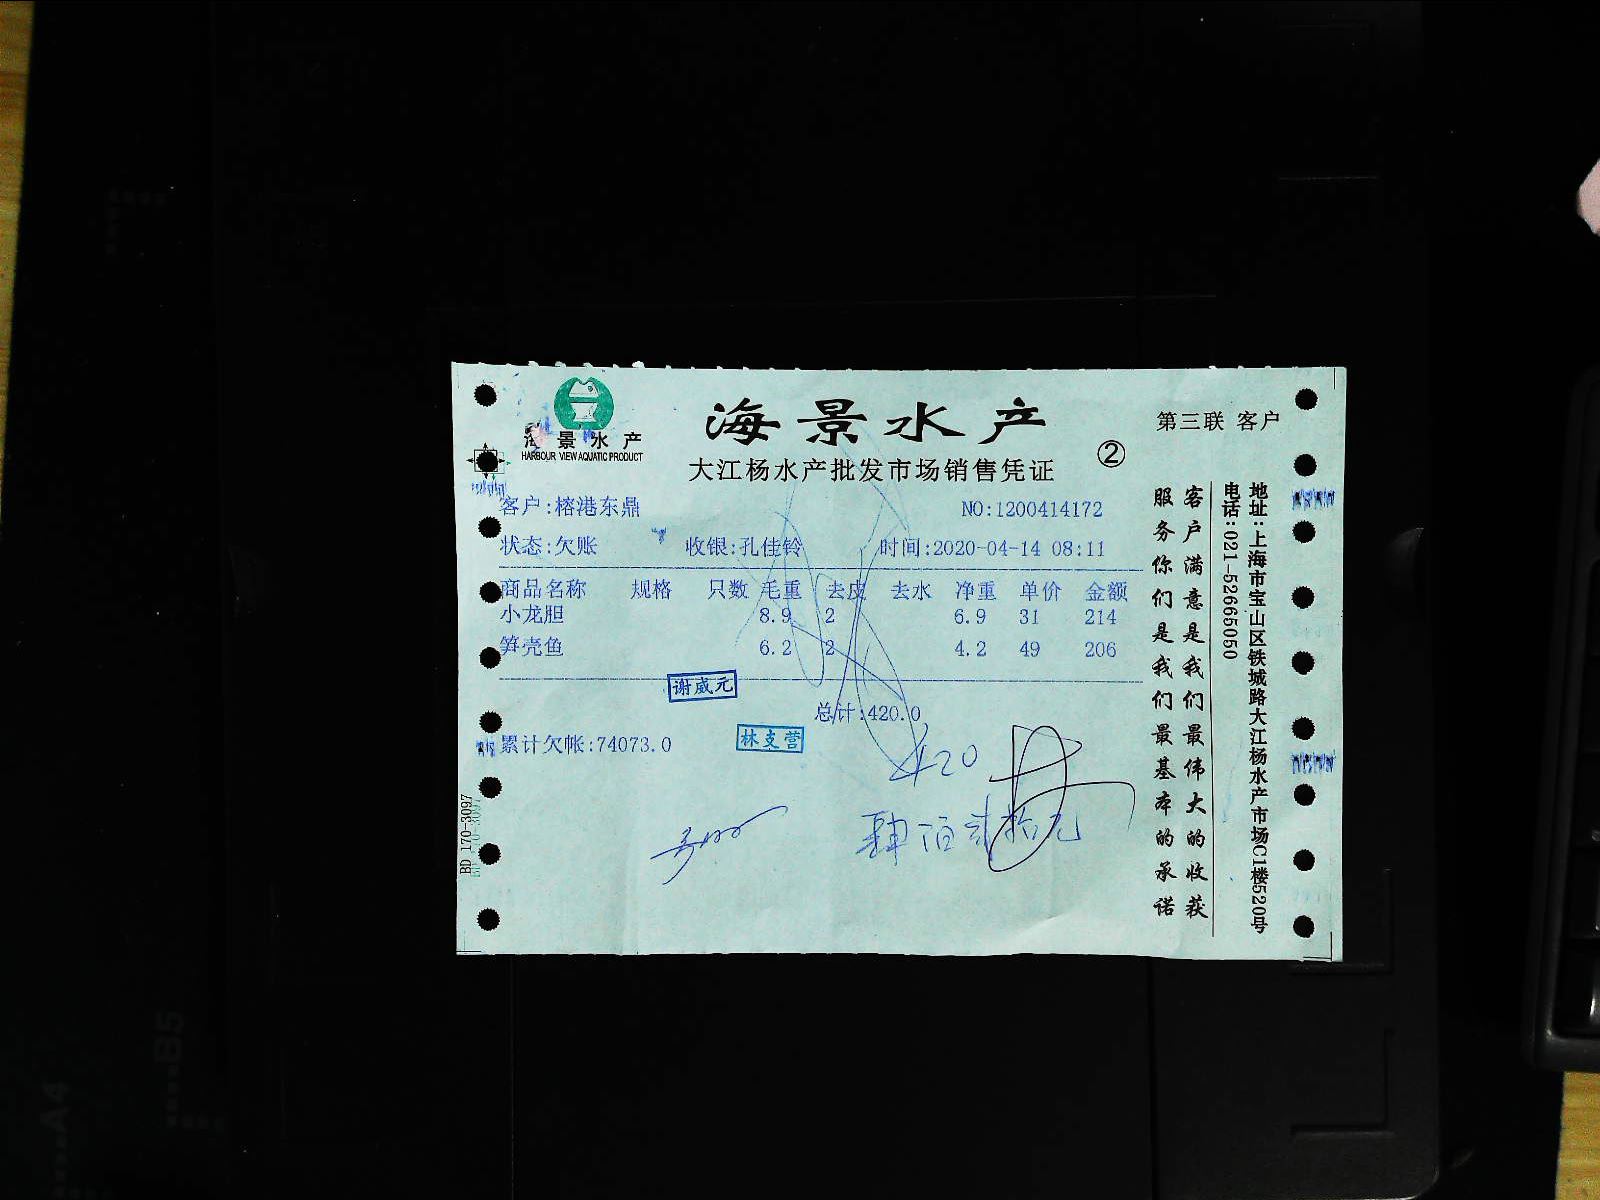 海景水产
HARBOUR VIEW AQUATIC PRODUCT
海景水产
大江杨水产批发市场销售凭证
②
第三联 客户
客户:榕港东鼎 NO:1200414172
状态:欠账 收银:孔佳铃 时间:2020-04-14 08:11
商品名称 规格 只数 毛重 去皮 去水 净重 单价 金额
小龙胆 8.9 2 6.9 31 214
笋壳鱼 6.2 2 4.2 49 206
谢威元
总计:420.0
累计欠帐:74073.0
林支营
420
肆佰贰拾元
客户满意是我们最伟大的收获
服务你们是我们最基本的承诺
地址:上海市宝山区铁城路大江杨水产市场C1楼520号
电话:021-52665050
BD 170-3097
B5
A4